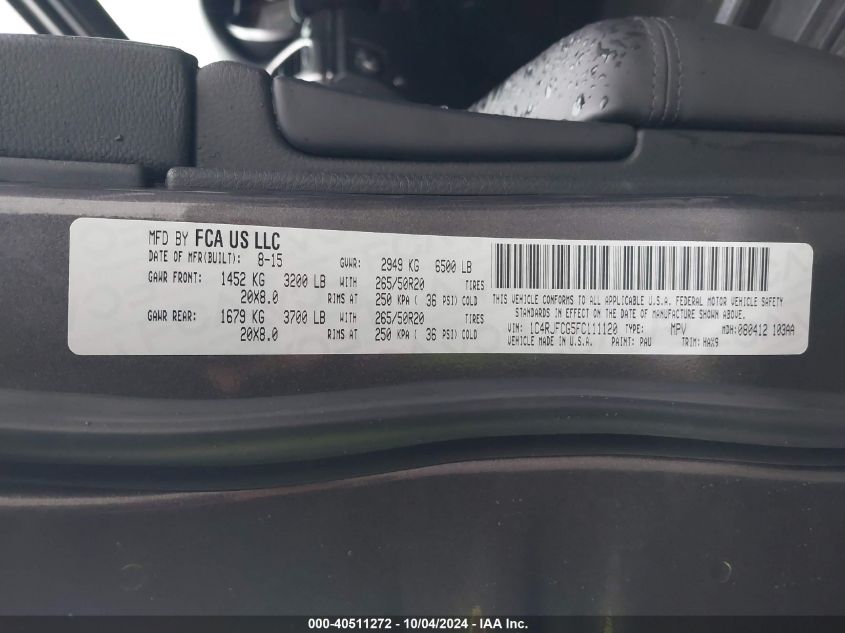 MFD BY FCA US LLC
DATE OF MFR(BUILT): 8-15 GVWR: 2949 KG 6500 LB
GAWR FRONT: 1452 KG 3200 LB WITH 265/50R20 TIRES
20X8.0 RIMS AT 250 KPA ( 36 PSI) COLD
GAWR REAR: 1679 KG 3700 LB WITH 265/50R20 TIRES
20X8.0 RIMS AT 250 KPA ( 36 PSI) COLD
THIS VEHICLE CONFORMS TO ALL APPLICABLE U.S.A. FEDERAL MOTOR VEHICLE SAFETY
STANDARDS IN EFFECT ON THE DATE OF MANUFACTURE SHOWN ABOVE.
VIN: 1C4RJFCG5FC111120 TYPE: MPV MDH: 080412 103AA
VEHICLE MADE IN U.S.A. PAINT: PAU TRIM: HAX9
000-40511272 - 10/04/2024 - IAA Inc.